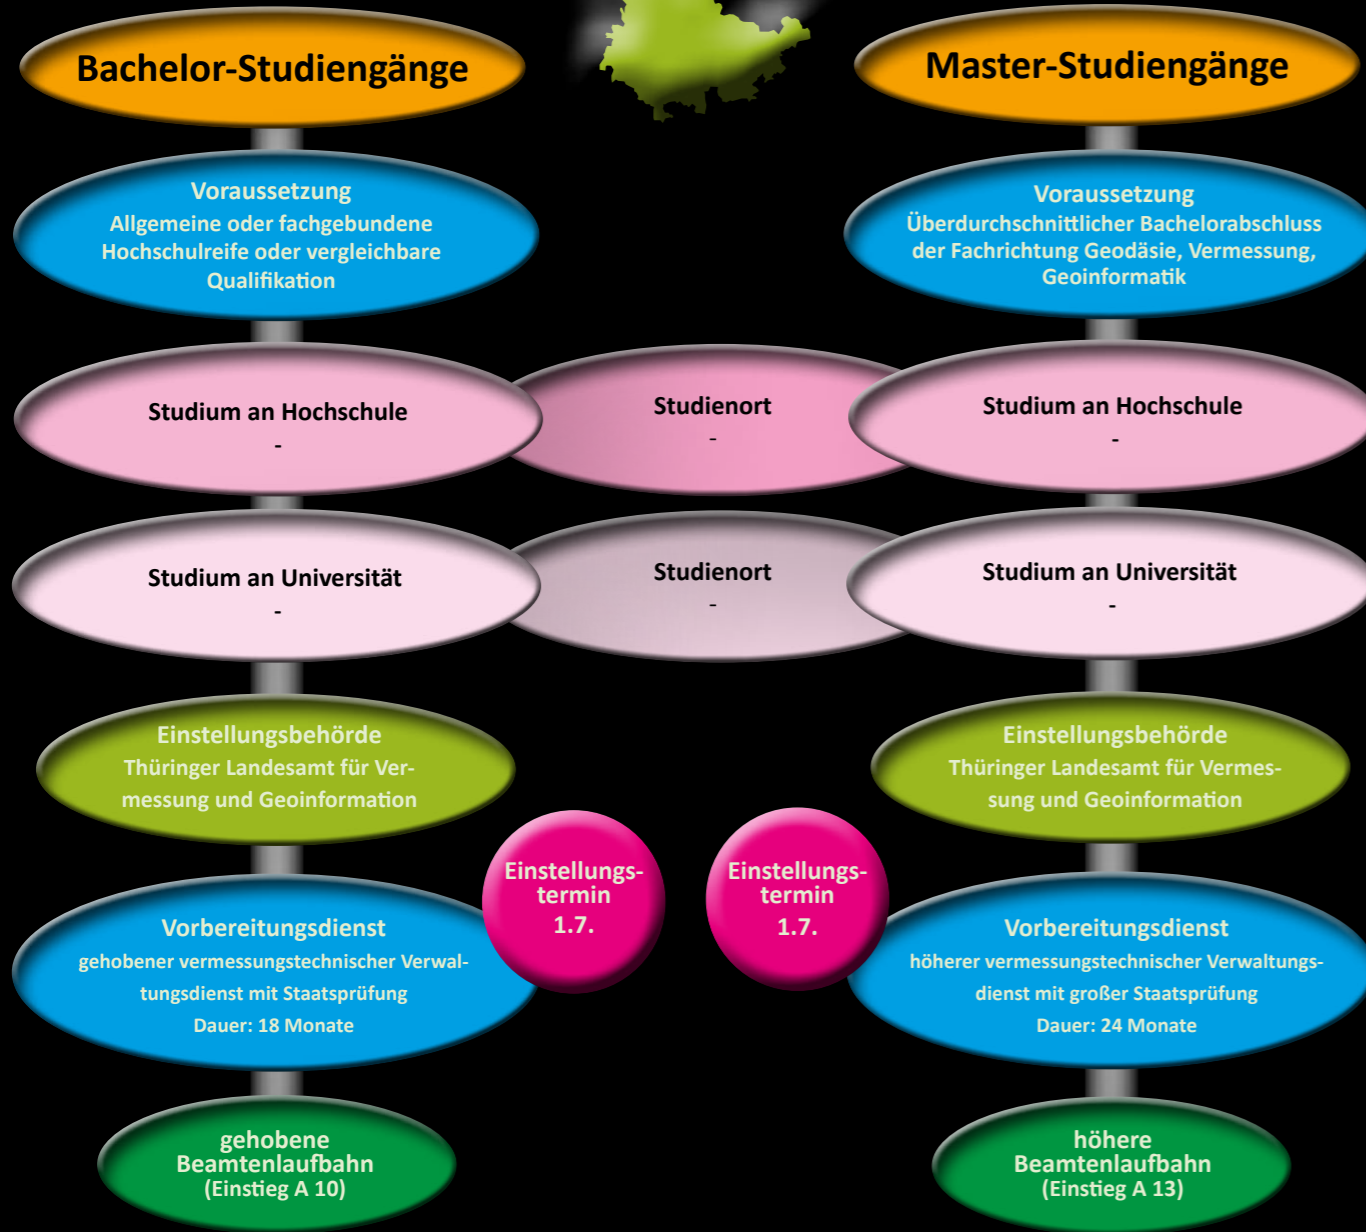 Bachelor-Studiengänge
Voraussetzung
Allgemeine oder fachgebundene
Hochschulreife oder vergleichbare
Qualifikation
Studium an Hochschule
-
Studium an Universität
-
Einstellungsbehörde
Thüringer Landesamt für Ver-
messung und Geoinformation
Vorbereitungsdienst
gehobener vermessungstechnischer Verwal-
tungsdienst mit Staatsprüfung
Dauer: 18 Monate
gehobene
Beamtenlaufbahn
(Einstieg A 10)
Studienort
-
Studienort
-
Einstellungs-
termin
1.7.
Einstellungs-
termin
1.7.
Master-Studiengänge
Voraussetzung
Überdurchschnittlicher Bachelorabschluss
der Fachrichtung Geodäsie, Vermessung,
Geoinformatik
Studium an Hochschule
-
Studium an Universität
-
Einstellungsbehörde
Thüringer Landesamt für Vermes-
sung und Geoinformation
Vorbereitungsdienst
höherer vermessungstechnischer Verwaltungs-
dienst mit großer Staatsprüfung
Dauer: 24 Monate
höhere
Beamtenlaufbahn
(Einstieg A 13)